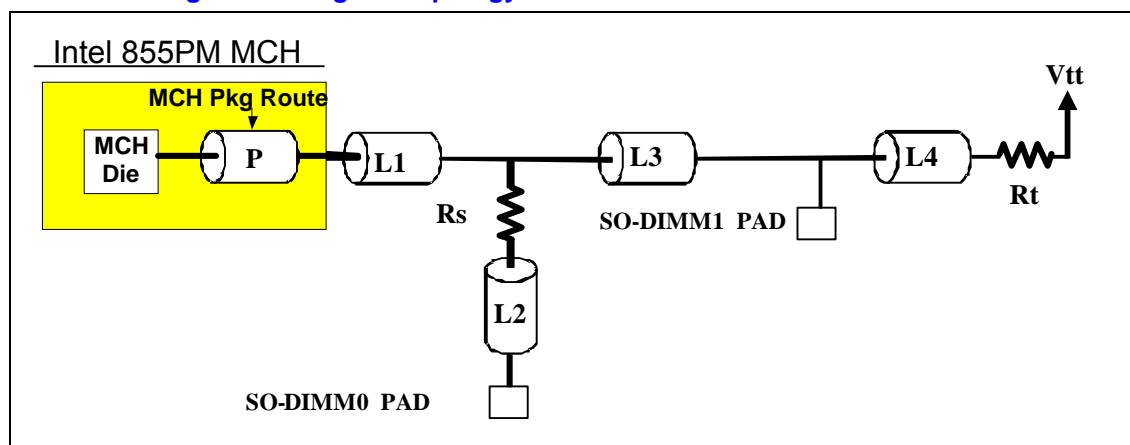 Intel 855PM MCH
MCH Pkg Route
Vtt
MCH
Die
P
L1
L3
L4
Rs
SO-DIMM1 PAD
Rt
L2
SO-DIMM0 PAD